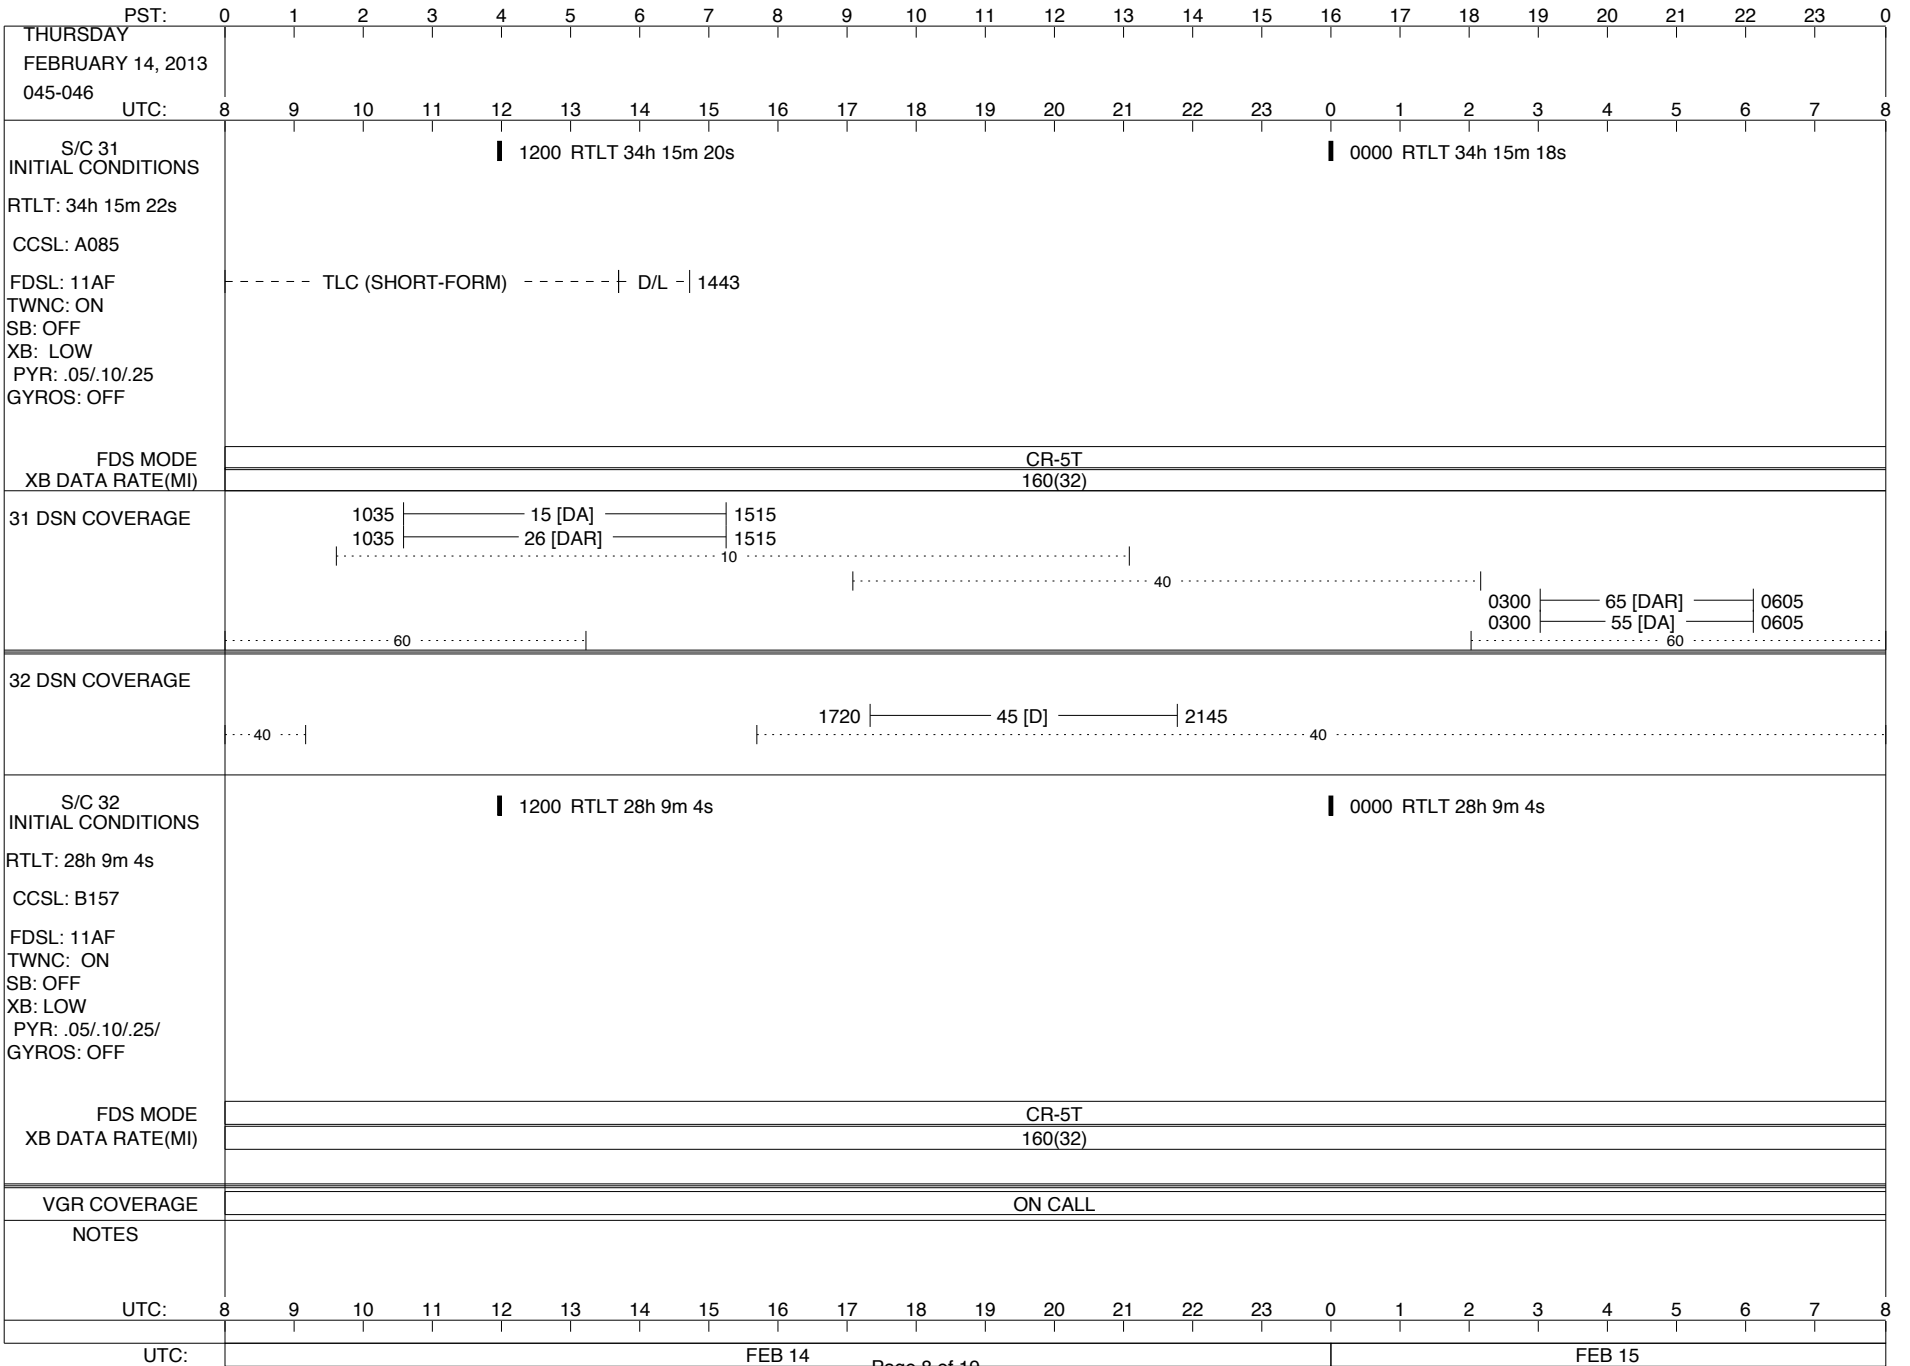 PST: 0 1 2 3 4 5 6 7 8 9 10 11 12 13 14 15 16 17 18 19 20 21 22 23 0
THURSDAY
FEBRUARY 14, 2013
045-046
UTC: 8 9 10 11 12 13 14 15 16 17 18 19 20 21 22 23 0 1 2 3 4 5 6 7 8
S/C 31
INITIAL CONDITIONS
1200 RTLT 34h 15m 20s
0000 RTLT 34h 15m 18s
RTLT: 34h 15m 22s
CCSL: A085
FDSL: 11AF
TLC (SHORT-FORM) D/L 1443
TWNC: ON
SB: OFF
XB: LOW
PYR: .05/.10/.25
GYROS: OFF
FDS MODE CR-5T
XB DATA RATE(MI) 160(32)
31 DSN COVERAGE
1035 15 [DA] 1515
1035 26 [DAR] 1515
10
40
0300 65 [DAR] 0605
0300 55 [DA] 0605
60 60
32 DSN COVERAGE
1720 45 [D] 2145
40 40
S/C 32
INITIAL CONDITIONS
1200 RTLT 28h 9m 4s
0000 RTLT 28h 9m 4s
RTLT: 28h 9m 4s
CCSL: B157
FDSL: 11AF
TWNC: ON
SB: OFF
XB: LOW
PYR: .05/.10/.25/
GYROS: OFF
FDS MODE CR-5T
XB DATA RATE(MI) 160(32)
VGR COVERAGE ON CALL
NOTES
UTC: 8 9 10 11 12 13 14 15 16 17 18 19 20 21 22 23 0 1 2 3 4 5 6 7 8
UTC: FEB 14 FEB 15
Page 8 of 10